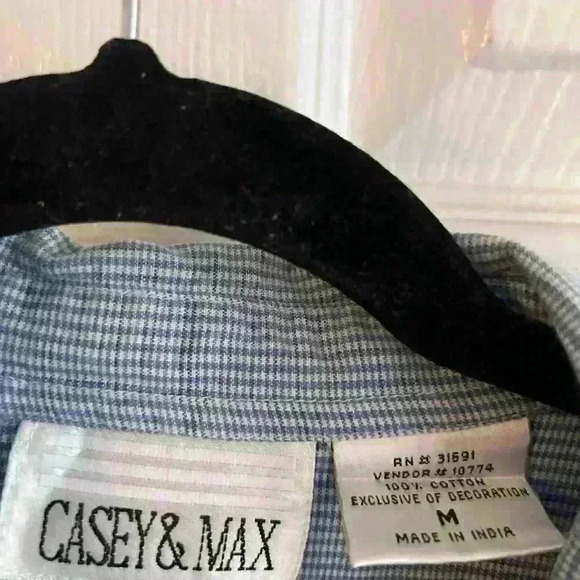 CASEY & MAX
RN # 31591
VENDOR # 10774
100% COTTON
EXCLUSIVE OF DECORATION
M
MADE IN INDIA